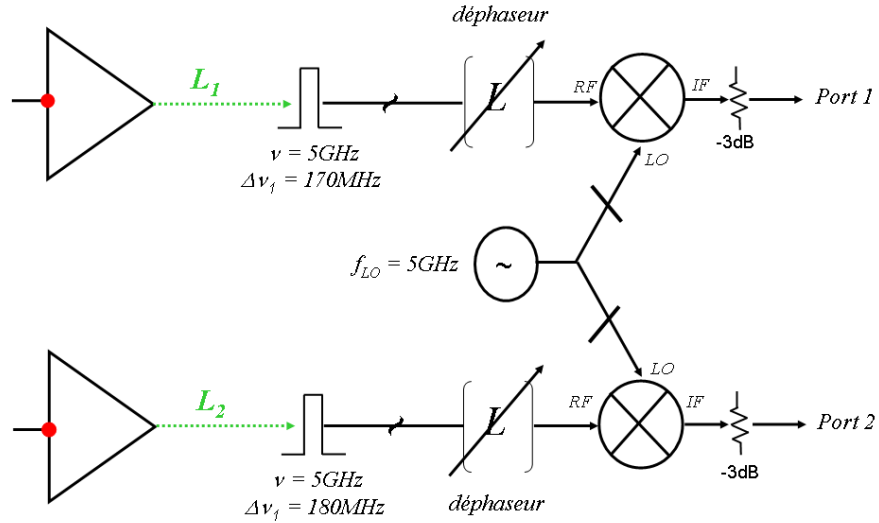 déphaseur
L₁
L
RF
IF
Port 1
-3dB
LO
ν = 5GHz
Δν₁ = 170MHz
f_LO = 5GHz
~
LO
L₂
L
RF
IF
Port 2
-3dB
ν = 5GHz
Δν₁ = 180MHz
déphaseur